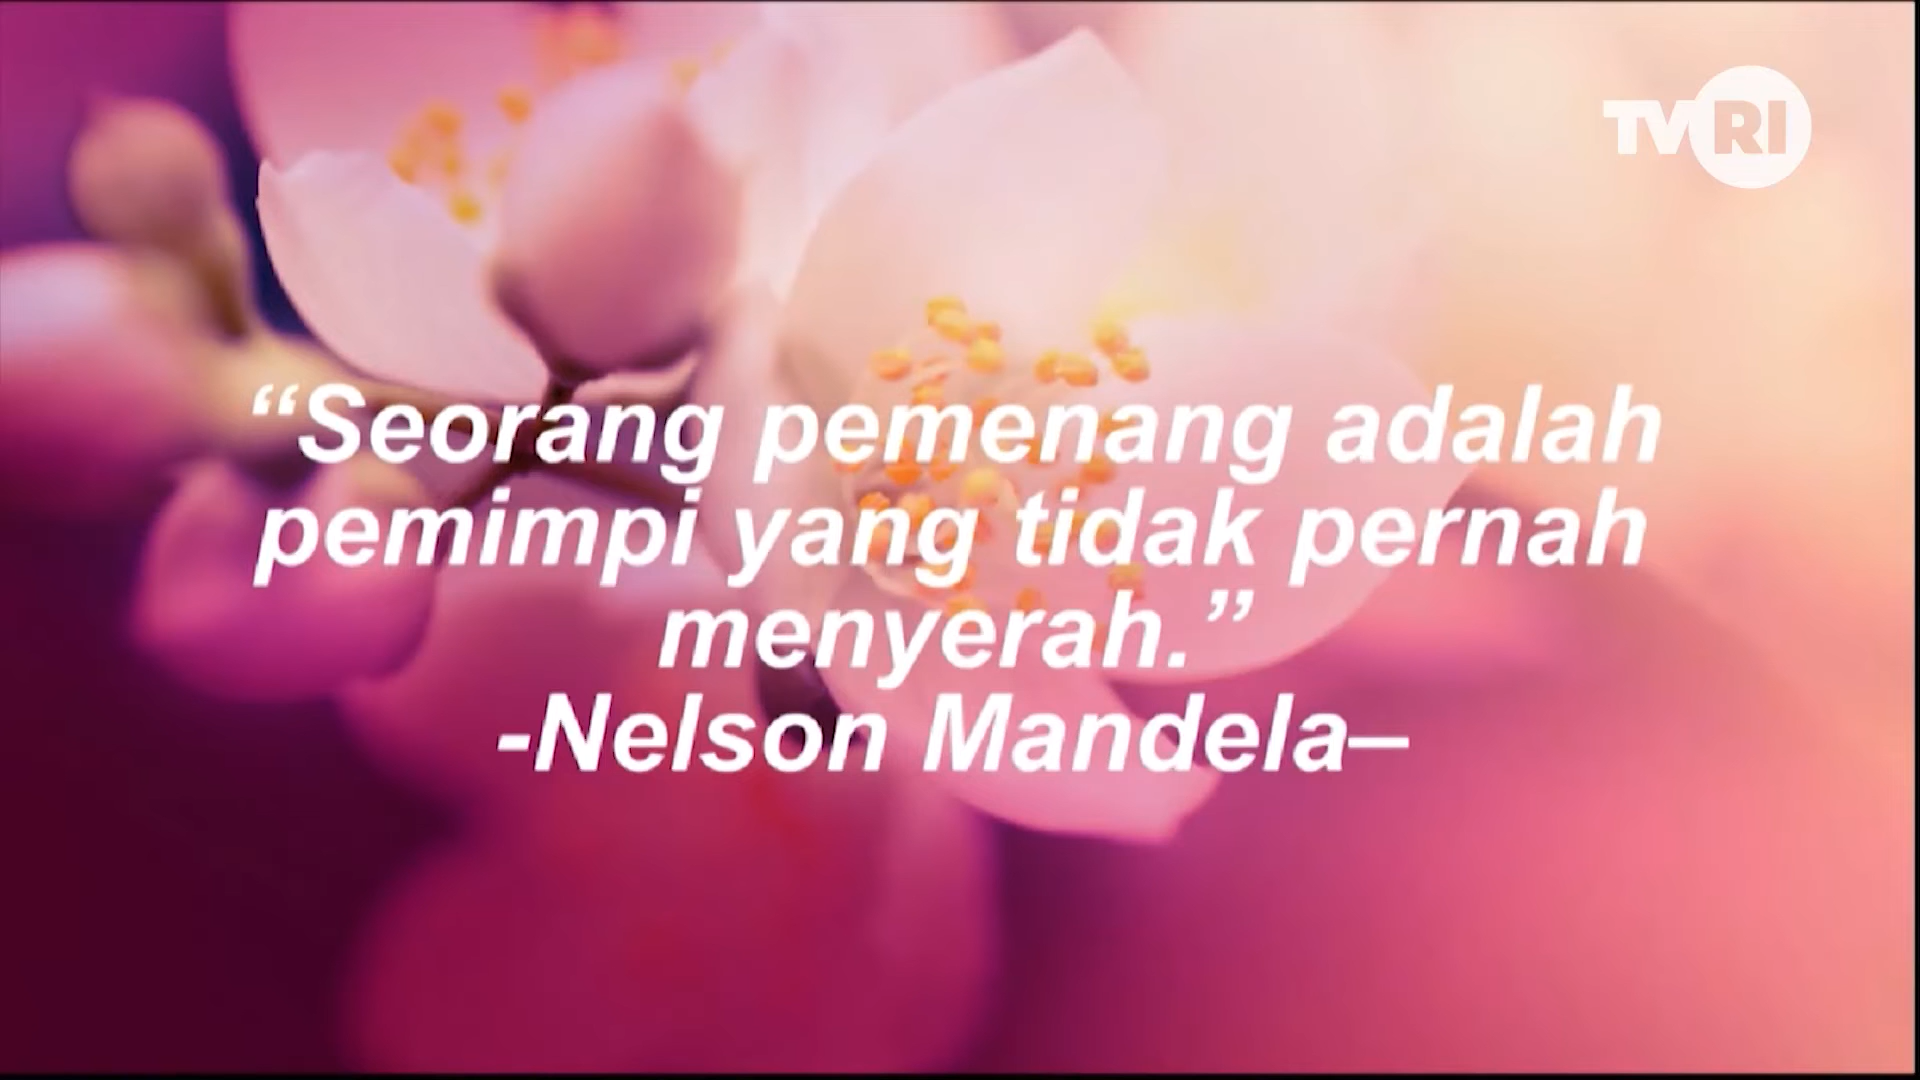 TVRI
“Seorang pemenang adalah
pemimpi yang tidak pernah
menyerah.”
-Nelson Mandela–